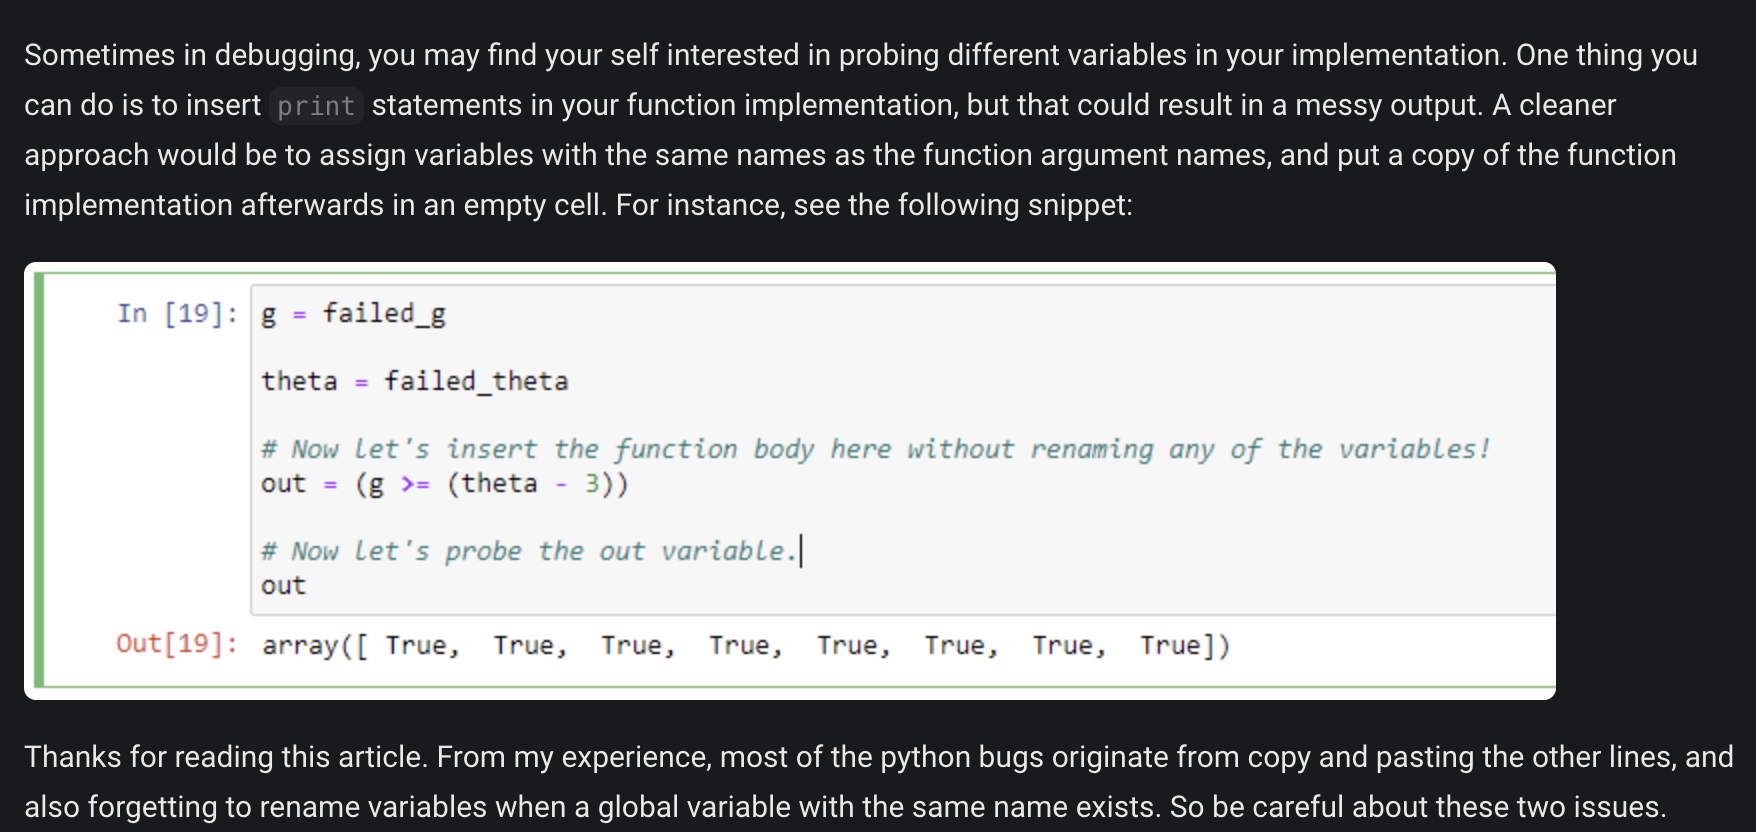 Sometimes in debugging, you may find your self interested in probing different variables in your implementation. One thing you
can do is to insert print statements in your function implementation, but that could result in a messy output. A cleaner
approach would be to assign variables with the same names as the function argument names, and put a copy of the function
implementation afterwards in an empty cell. For instance, see the following snippet:
In [19]: g = failed_g
theta = failed_theta
# Now let's insert the function body here without renaming any of the variables!
out = (g >= (theta - 3))
# Now let's probe the out variable.
out
Out[19]: array([ True,  True,  True,  True,  True,  True,  True,  True])
Thanks for reading this article. From my experience, most of the python bugs originate from copy and pasting the other lines, and
also forgetting to rename variables when a global variable with the same name exists. So be careful about these two issues.